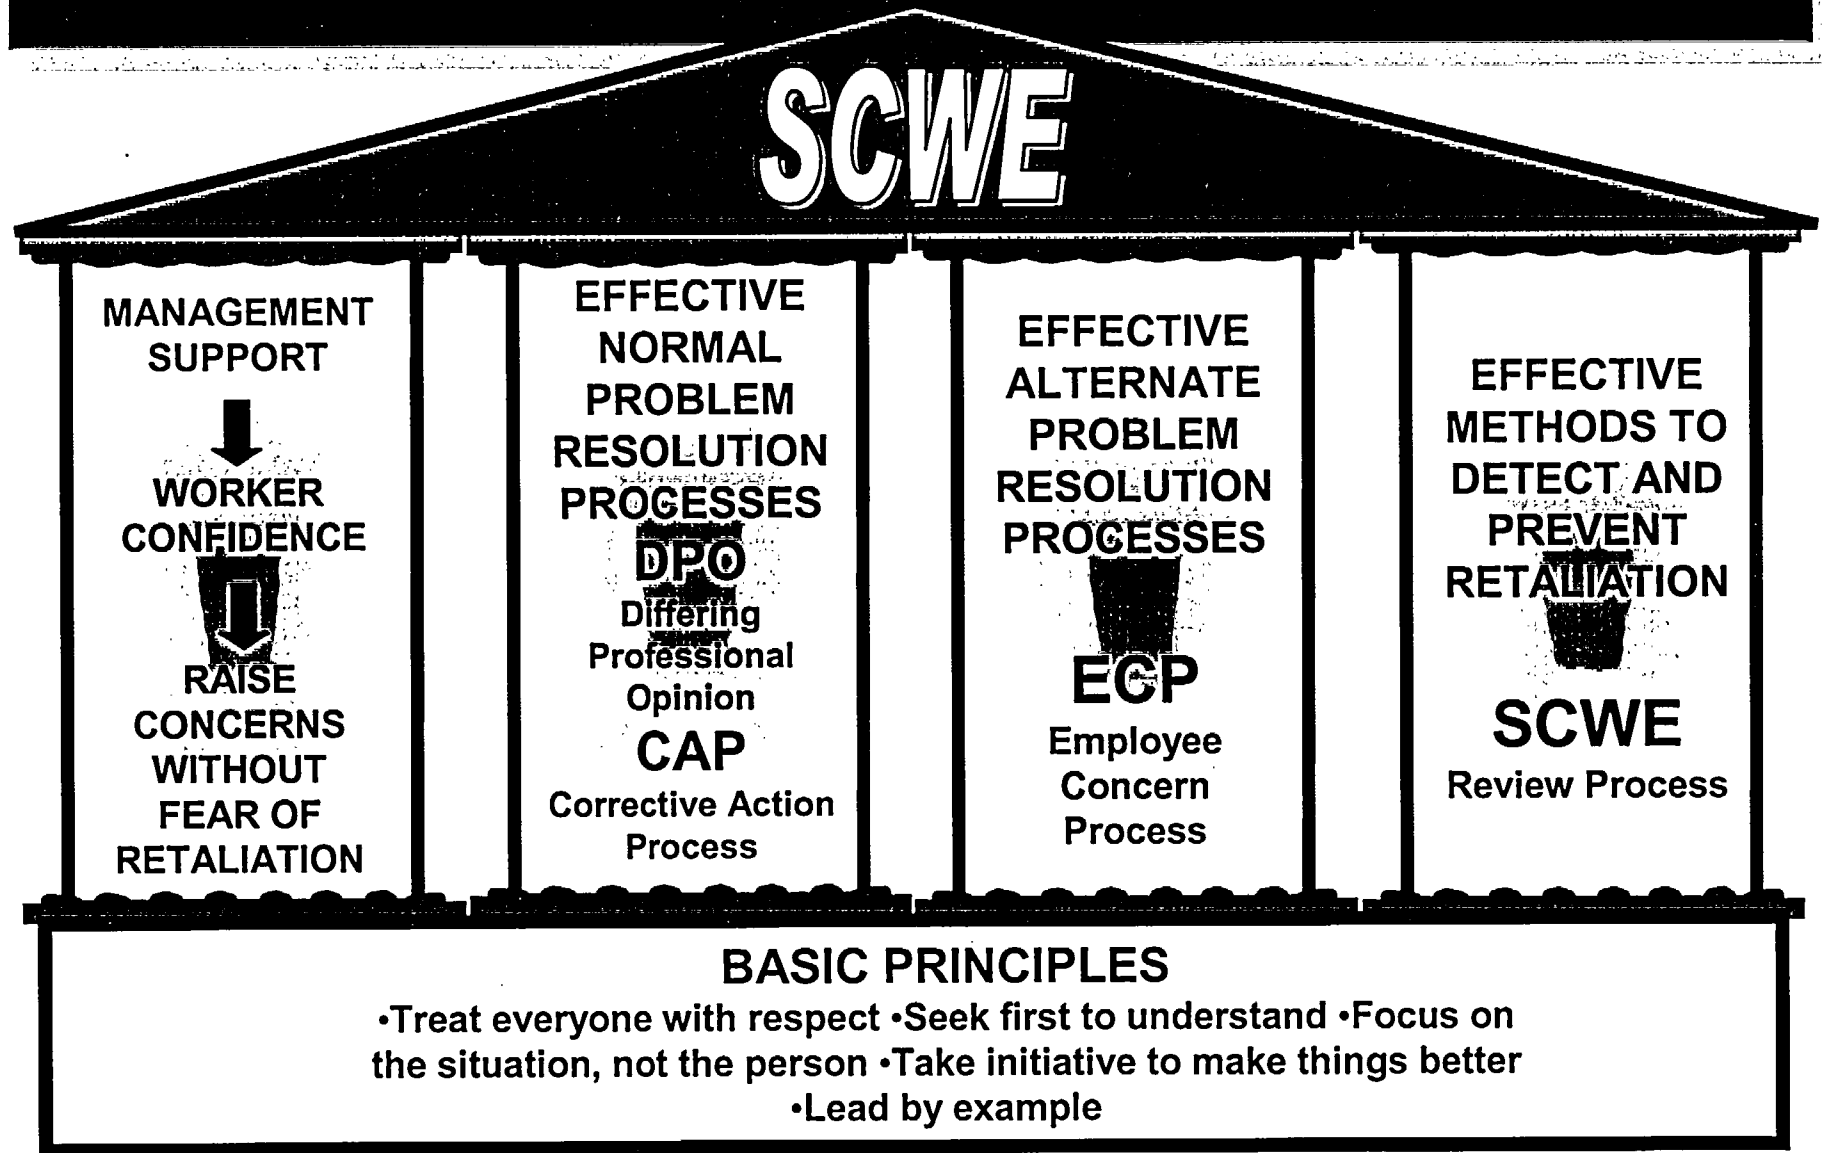 SCWE
MANAGEMENT
SUPPORT
WORKER
CONFIDENCE
RAISE
CONCERNS
WITHOUT
FEAR OF
RETALIATION
EFFECTIVE
NORMAL
PROBLEM
RESOLUTION
PROCESSES
DPO
Differing
Professional
Opinion
CAP
Corrective Action
Process
EFFECTIVE
ALTERNATE
PROBLEM
RESOLUTION
PROCESSES
ECP
Employee
Concern
Process
EFFECTIVE
METHODS TO
DETECT AND
PREVENT
RETALIATION
SCWE
Review Process
BASIC PRINCIPLES
•Treat everyone with respect •Seek first to understand •Focus on
the situation, not the person •Take initiative to make things better
•Lead by example